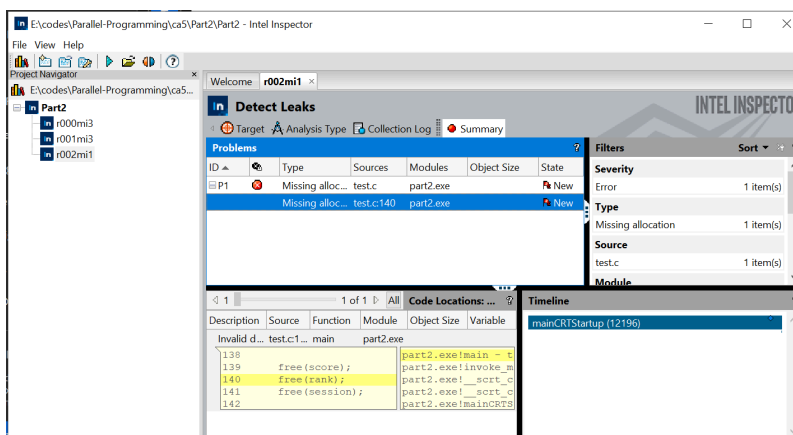 E:\codes\Parallel-Programming\ca5\Part2\Part2 - Intel Inspector
File View Help
Project Navigator
E:\codes\Parallel-Programming\ca5...
Part2
r000mi3
r001mi3
r002mi1
Welcome r002mi1
Detect Leaks
INTEL INSPECTO
Target Analysis Type Collection Log Summary
Problems
ID Type Sources Modules Object Size State
P1 Missing alloc... test.c part2.exe New
Missing alloc... test.c:140 part2.exe New
Filters Sort
Severity
Error 1 item(s)
Type
Missing allocation 1 item(s)
Source
test.c 1 item(s)
Module
1 1 of 1 All Code Locations: ...
Description Source Function Module Object Size Variable
Invalid d... test.c:1... main part2.exe
138 part2.exe!main - t
139 free(score); part2.exe!invoke_m
140 free(rank); part2.exe!__scrt_c
141 free(session); part2.exe!__scrt_c
142 part2.exe!mainCRTS
Timeline
mainCRTStartup (12196)